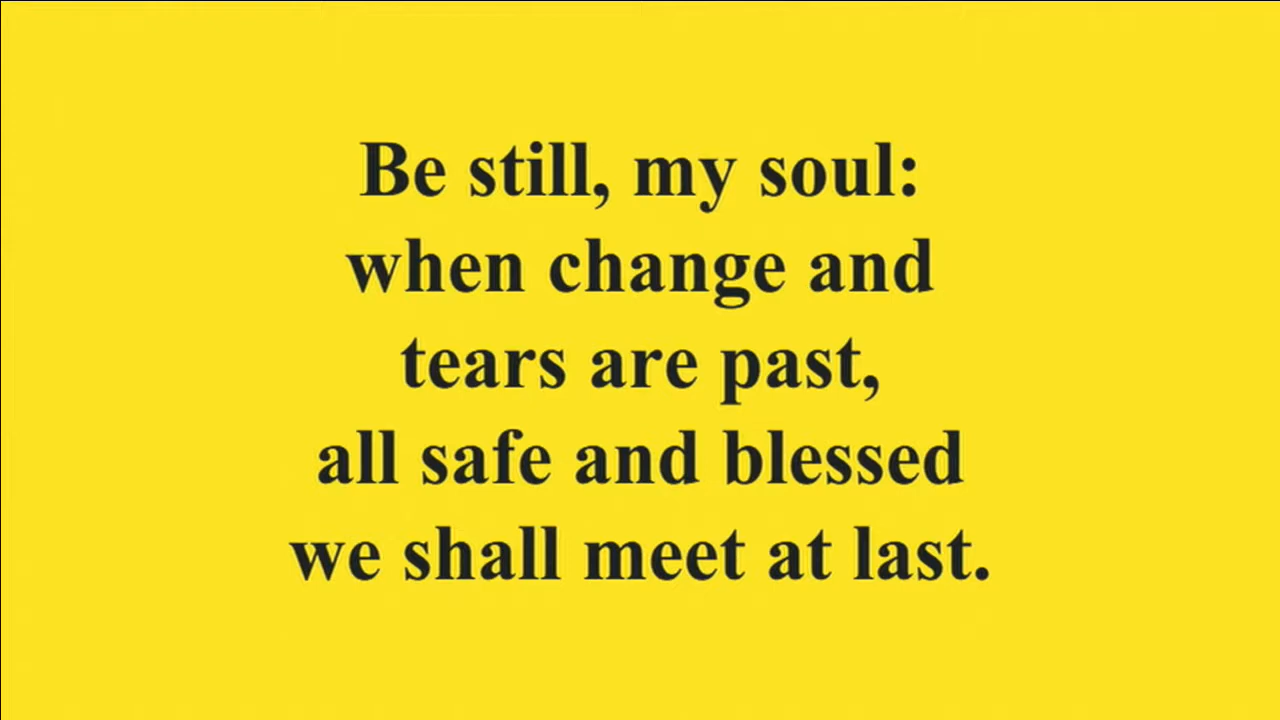 Be still, my soul:
when change and
tears are past,
all safe and blessed
we shall meet at last.